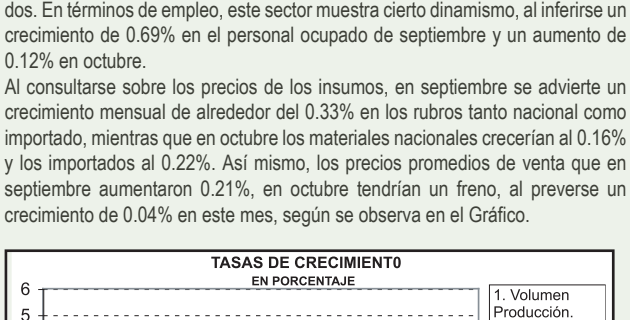 dos. En términos de empleo, este sector muestra cierto dinamismo, al inferirse un
crecimiento de 0.69% en el personal ocupado de septiembre y un aumento de
0.12% en octubre.
Al consultarse sobre los precios de los insumos, en septiembre se advierte un
crecimiento mensual de alrededor del 0.33% en los rubros tanto nacional como
importado, mientras que en octubre los materiales nacionales crecerían al 0.16%
y los importados al 0.22%. Así mismo, los precios promedios de venta que en
septiembre aumentaron 0.21%, en octubre tendrían un freno, al preverse un
crecimiento de 0.04% en este mes, según se observa en el Gráfico.
TASAS DE CRECIMIENT0
EN PORCENTAJE
6
1. Volumen
Producción.
5